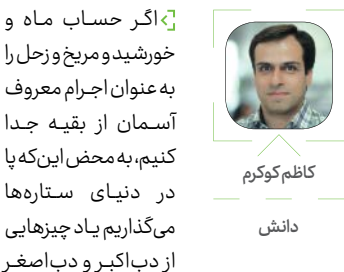 اگر حساب ماه و
خورشید و مریخ و زحل را
به عنوان اجرام معروف
آسمان از بقیه جدا
کنیم، به محض این‌که پا
در دنیای ستاره‌ها
می‌گذاریم یاد چیزهایی
از دب‌اکبر و دب‌اصغر
کاظم کوکرم
دانش